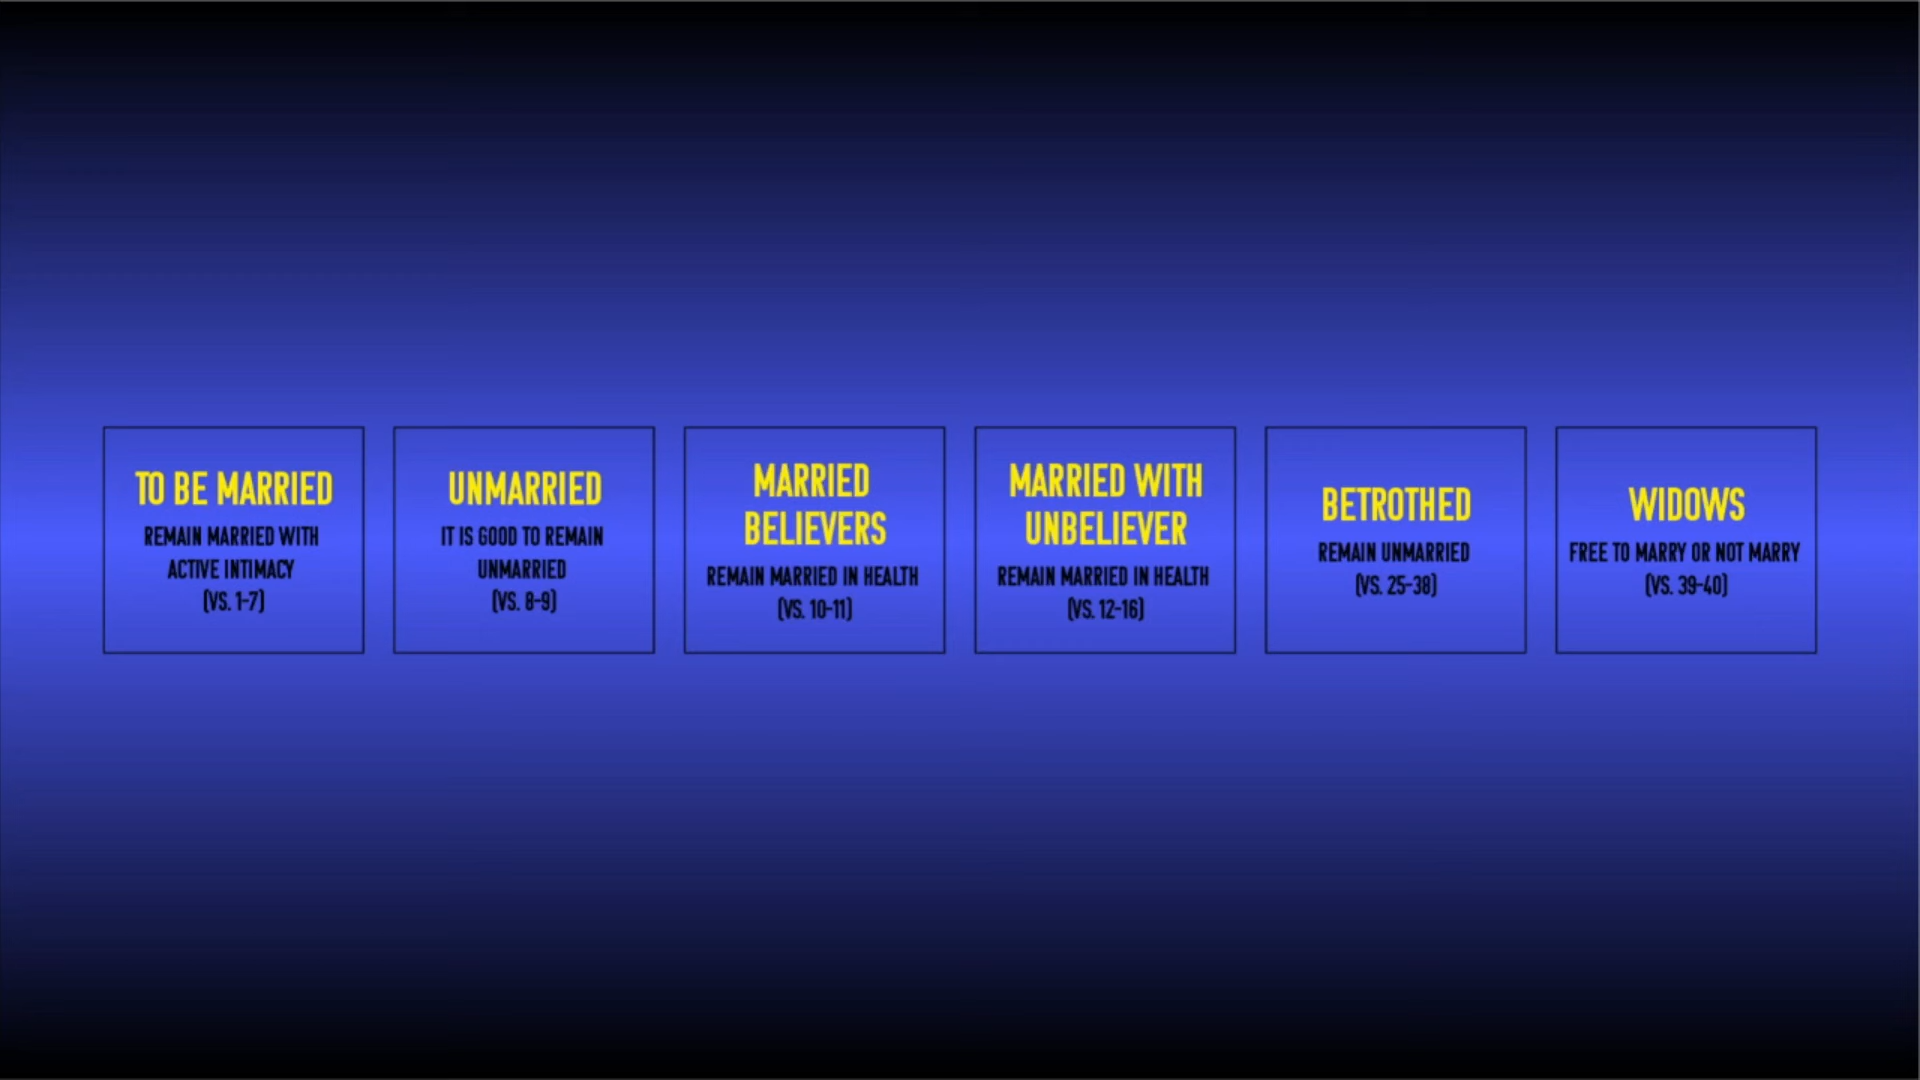 TO BE MARRIED
REMAIN MARRIED WITH
ACTIVE INTIMACY
(VS. 1-7)
UNMARRIED
IT IS GOOD TO REMAIN
UNMARRIED
(VS. 8-9)
MARRIED
BELIEVERS
REMAIN MARRIED IN HEALTH
(VS. 10-11)
MARRIED WITH
UNBELIEVER
REMAIN MARRIED IN HEALTH
(VS. 12-16)
BETROTHED
REMAIN UNMARRIED
(VS. 25-38)
WIDOWS
FREE TO MARRY OR NOT MARRY
(VS. 39-40)